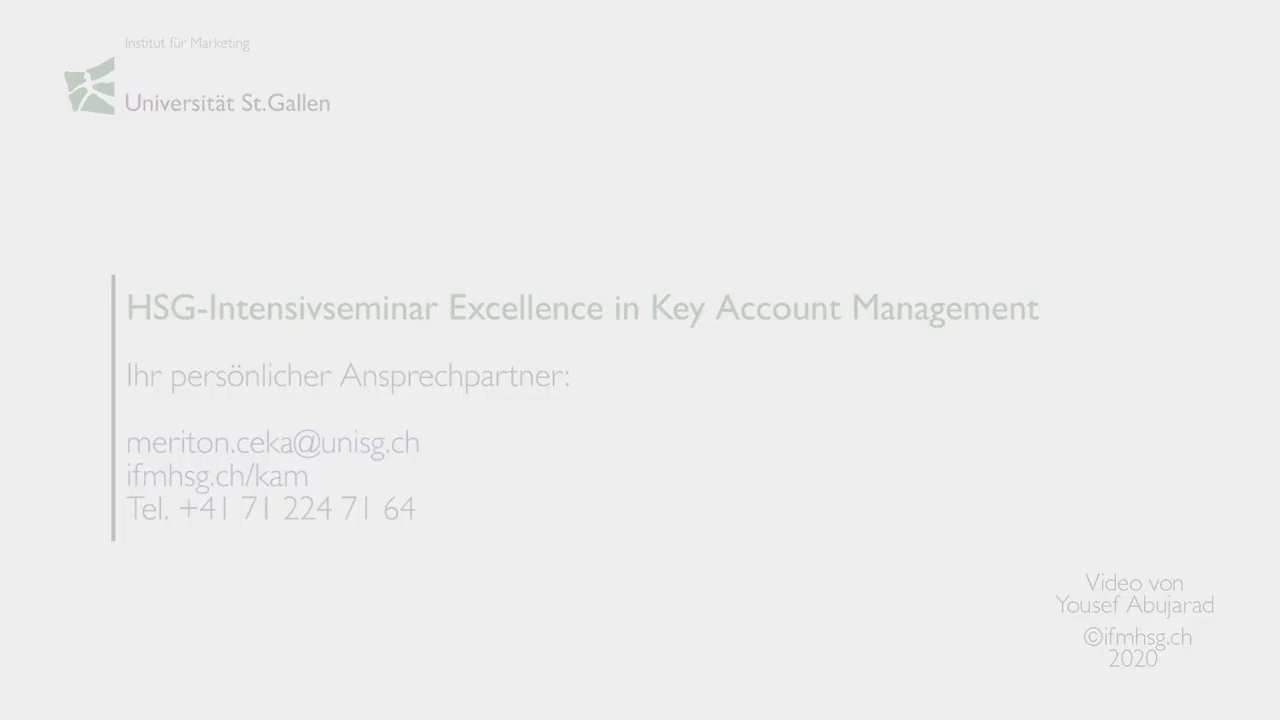 Institut für Marketing
Universität St.Gallen
HSG-Intensivseminar Excellence in Key Account Management
Ihr persönlicher Ansprechpartner:
meriton.ceka@unisg.ch
ifmhsg.ch/kam
Tel. +41 71 224 71 64
Video von
Yousef Abujarad
©ifmhsg.ch
2020